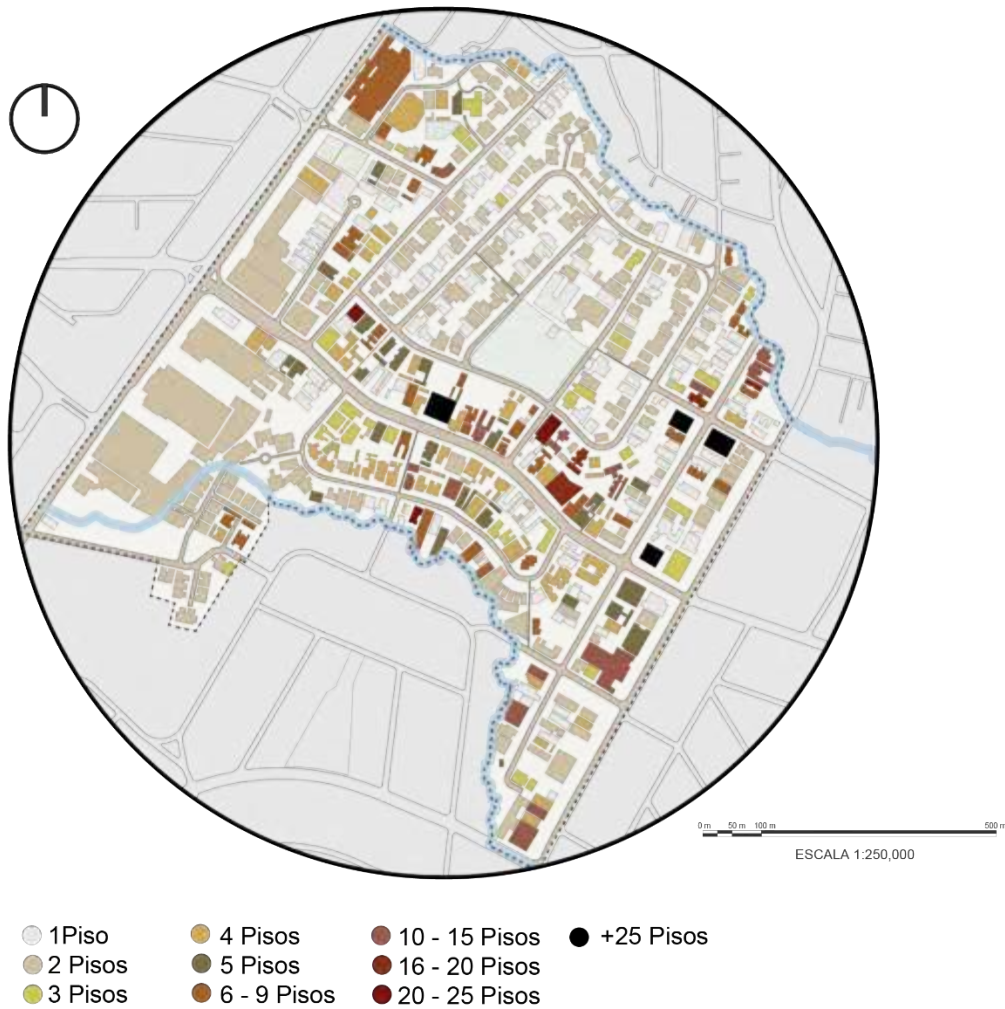 0 m 50 m 100 m 500 m
ESCALA 1:250,000
1Piso
2 Pisos
3 Pisos
4 Pisos
5 Pisos
6 - 9 Pisos
10 - 15 Pisos
16 - 20 Pisos
20 - 25 Pisos
+25 Pisos